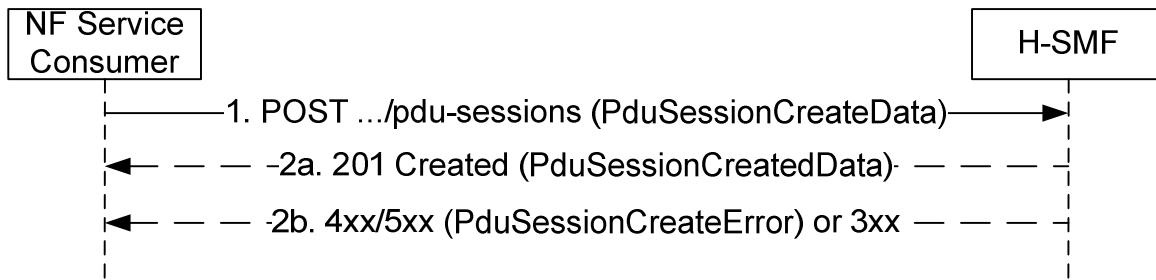 NF Service
Consumer
H-SMF
1. POST .../pdu-sessions (PduSessionCreateData)
2a. 201 Created (PduSessionCreatedData)
2b. 4xx/5xx (PduSessionCreateError) or 3xx